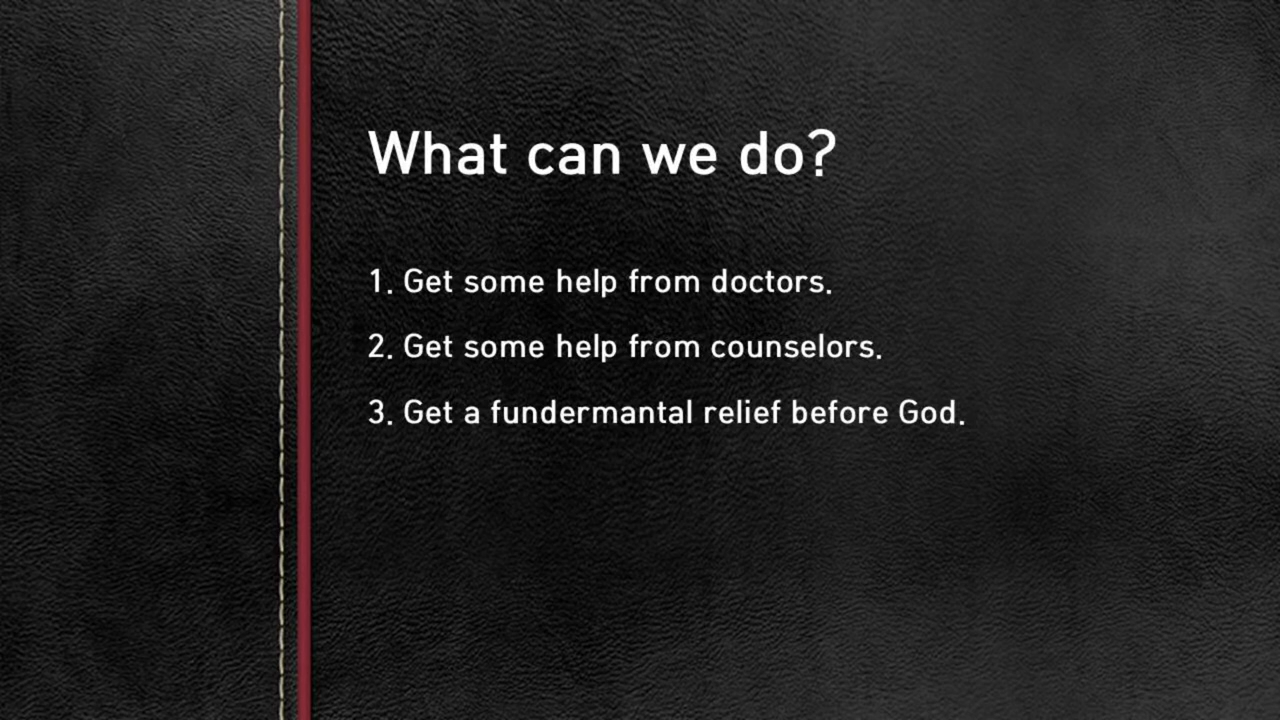 What can we do?
1. Get some help from doctors.
2. Get some help from counselors.
3. Get a fundermantal relief before God.